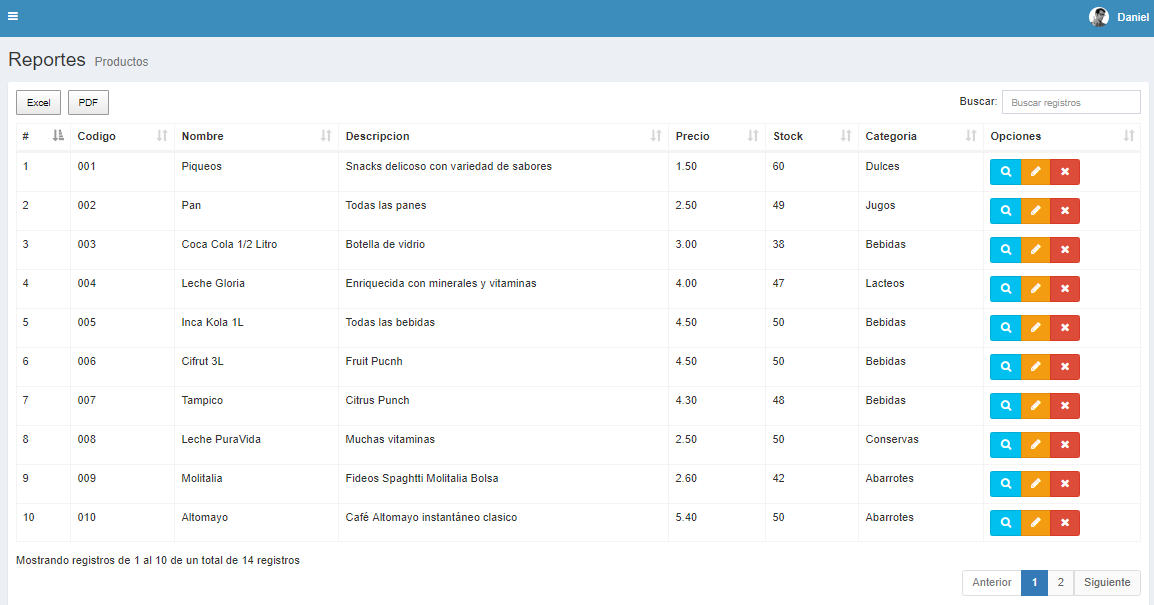 Daniel
Reportes Productos
Excel PDF Buscar: Buscar registros
# Codigo Nombre Descripcion Precio Stock Categoria Opciones
1 001 Piqueos Snacks delicoso con variedad de sabores 1.50 60 Dulces
2 002 Pan Todas las panes 2.50 49 Jugos
3 003 Coca Cola 1/2 Litro Botella de vidrio 3.00 38 Bebidas
4 004 Leche Gloria Enriquecida con minerales y vitaminas 4.00 47 Lacteos
5 005 Inca Kola 1L Todas las bebidas 4.50 50 Bebidas
6 006 Cifrut 3L Fruit Pucnh 4.50 50 Bebidas
7 007 Tampico Citrus Punch 4.30 48 Bebidas
8 008 Leche PuraVida Muchas vitaminas 2.50 50 Conservas
9 009 Molitalia Fideos Spaghtti Molitalia Bolsa 2.60 42 Abarrotes
10 010 Altomayo Café Altomayo instantáneo clasico 5.40 50 Abarrotes
Mostrando registros de 1 al 10 de un total de 14 registros
Anterior 1 2 Siguiente